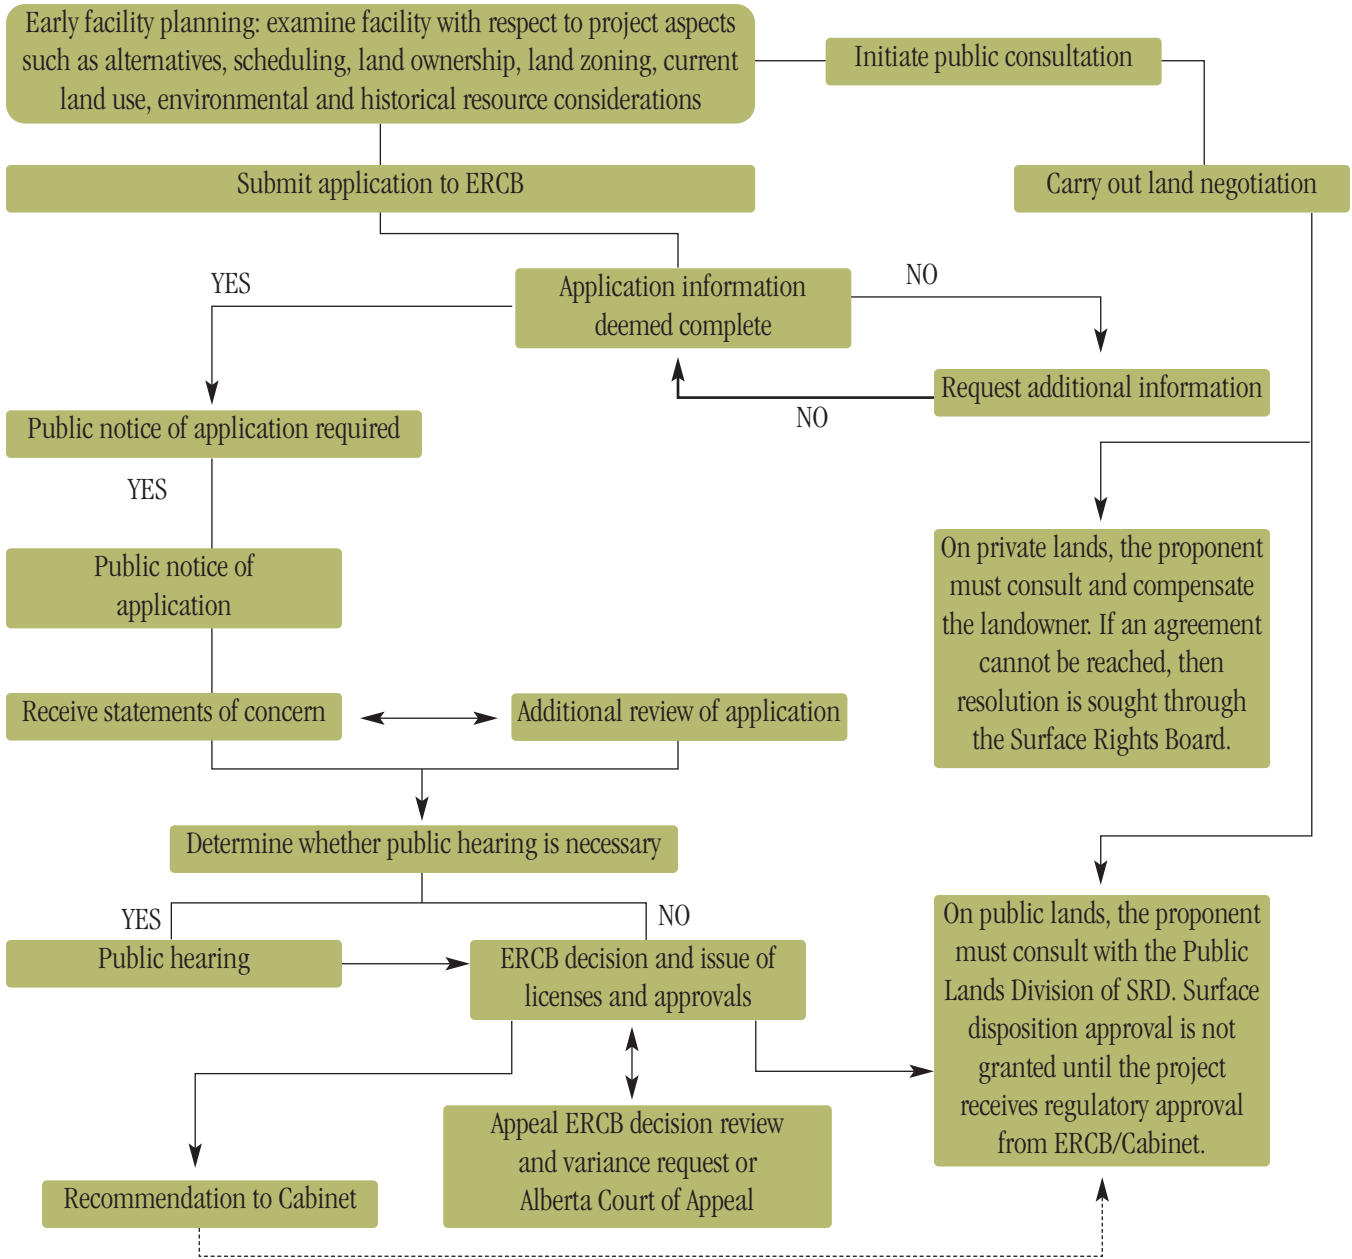 Early facility planning: examine facility with respect to project aspects
such as alternatives, scheduling, land ownership, land zoning, current
land use, environmental and historical resource considerations
Initiate public consultation
Submit application to ERCB
Carry out land negotiation
YES
Application information
deemed complete
NO
Request additional information
NO
Public notice of application required
YES
Public notice of
application
On private lands, the proponent
must consult and compensate
the landowner. If an agreement
cannot be reached, then
resolution is sought through
the Surface Rights Board.
Receive statements of concern
Additional review of application
Determine whether public hearing is necessary
YES
NO
Public hearing
ERCB decision and issue of
licenses and approvals
On public lands, the proponent
must consult with the Public
Lands Division of SRD. Surface
disposition approval is not
granted until the project
receives regulatory approval
from ERCB/Cabinet.
Appeal ERCB decision review
and variance request or
Alberta Court of Appeal
Recommendation to Cabinet